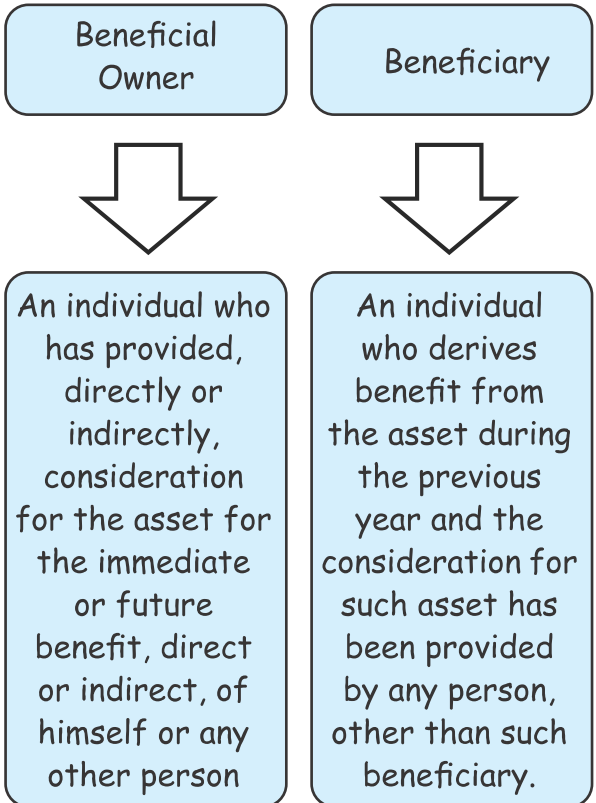 Beneficial
Owner
Beneficiary
An individual who
has provided,
directly or
indirectly,
consideration
for the asset for
the immediate
or future
benefit, direct
or indirect, of
himself or any
other person
An individual
who derives
benefit from
the asset during
the previous
year and the
consideration for
such asset has
been provided
by any person,
other than such
beneficiary.